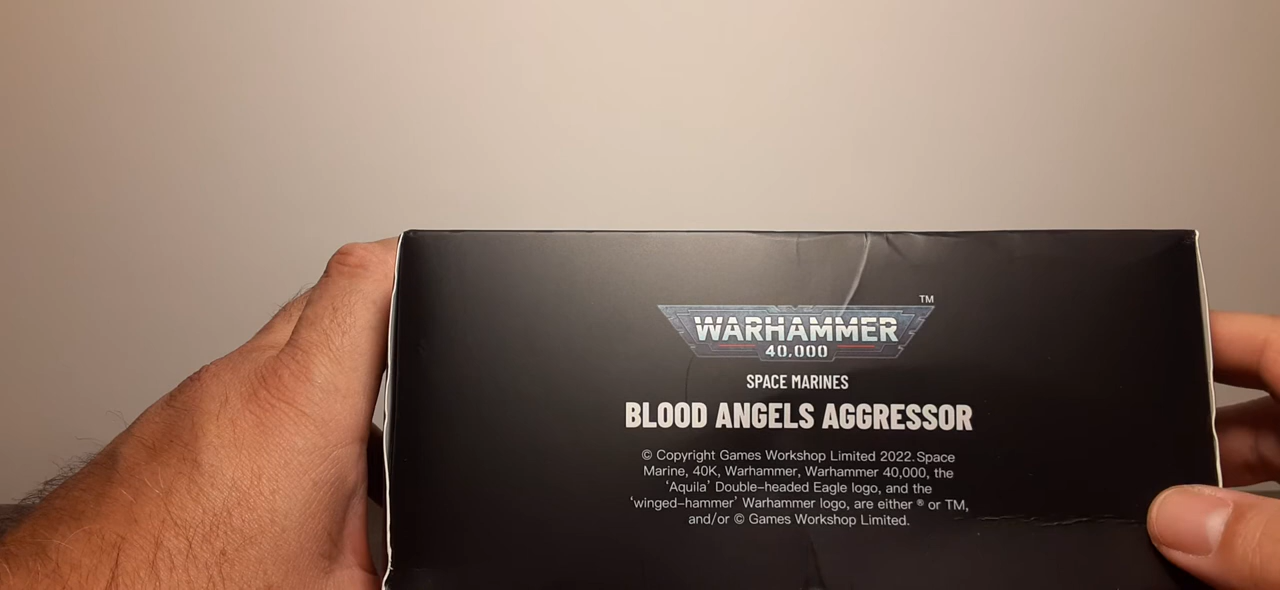 TM
WARHAMMER
40,000
SPACE MARINES
BLOOD ANGELS AGGRESSOR
© Copyright Games Workshop Limited 2022.Space
Marine, 40K, Warhammer, Warhammer 40,000, the
‘Aquila’ Double-headed Eagle logo, and the
‘winged-hammer’ Warhammer logo, are either ® or TM,
and/or © Games Workshop Limited.